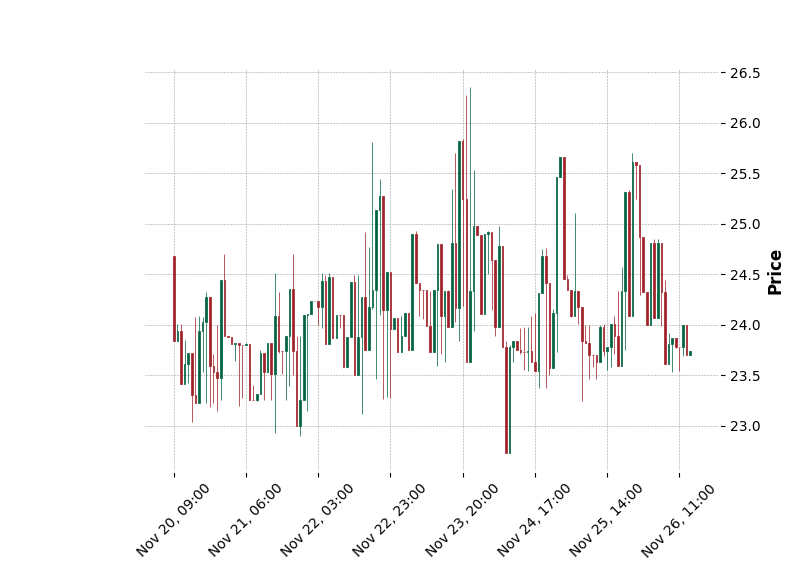 26.5
26.0
25.5
25.0
24.5
24.0
23.5
23.0
Price
Nov 20, 09:00
Nov 21, 06:00
Nov 22, 03:00
Nov 22, 23:00
Nov 23, 20:00
Nov 24, 17:00
Nov 25, 14:00
Nov 26, 11:00